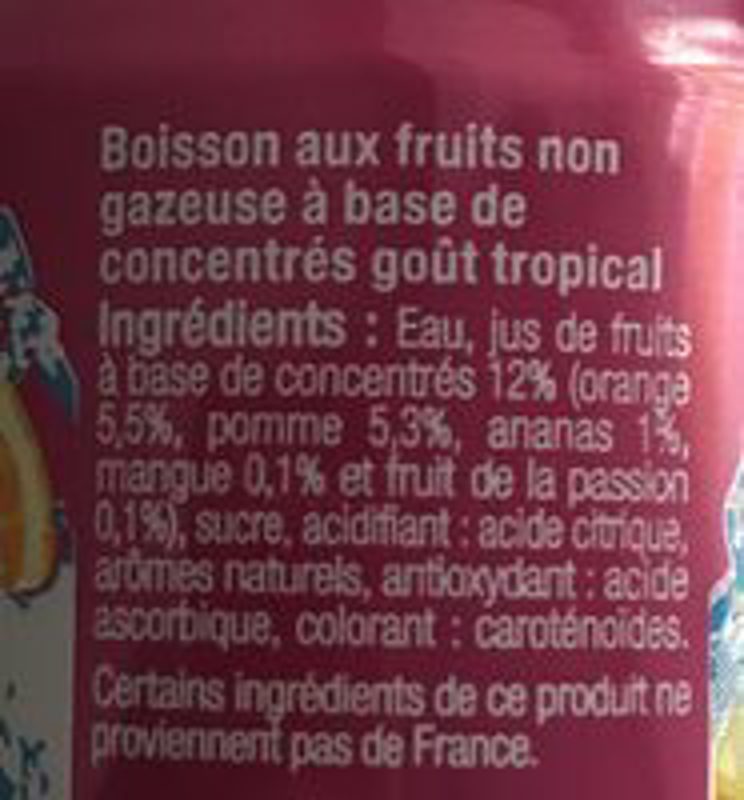 Boisson aux fruits non
gazeuse à base de
concentrés goût tropical
Ingrédients : Eau, jus de fruits
à base de concentrés 12% (orange
5,5%, pomme 5,3%, ananas 1%,
mangue 0,1% et fruit de la passion
0,1%), sucre, acidifiant : acide citrique,
arômes naturels, antioxydant : acide
ascorbique, colorant : caroténoïdes.
Certains ingrédients de ce produit ne
proviennent pas de France.